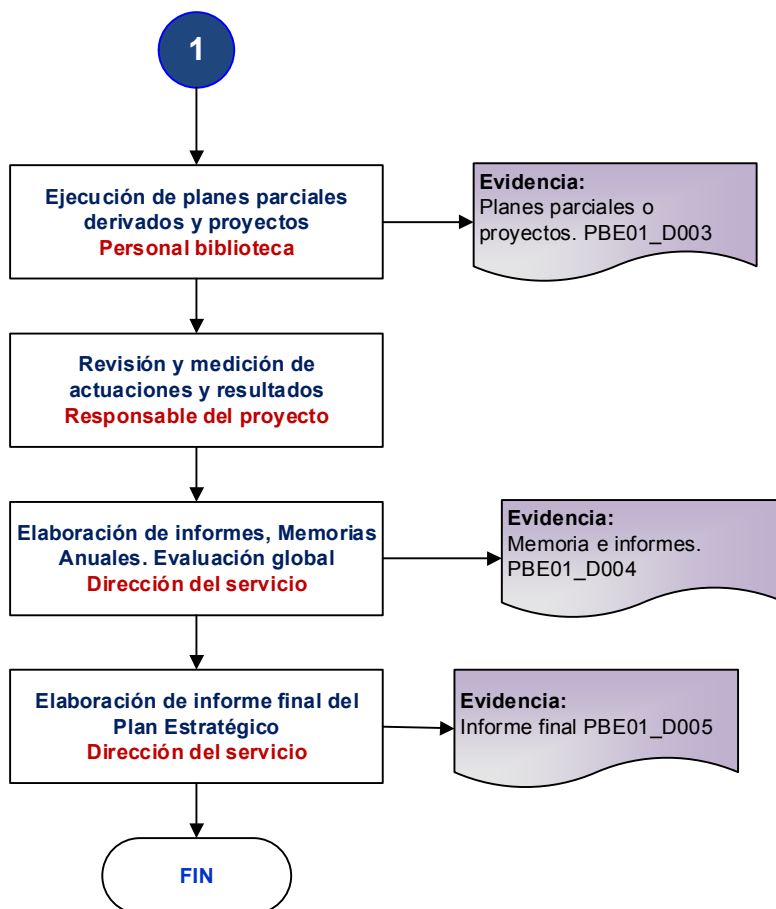 1
Ejecución de planes parciales
derivados y proyectos
Personal biblioteca
Evidencia:
Planes parciales o
proyectos. PBE01_D003
Revisión y medición de
actuaciones y resultados
Responsable del proyecto
Elaboración de informes, Memorias
Anuales. Evaluación global
Dirección del servicio
Evidencia:
Memoria e informes.
PBE01_D004
Elaboración de informe final del
Plan Estratégico
Dirección del servicio
Evidencia:
Informe final PBE01_D005
FIN